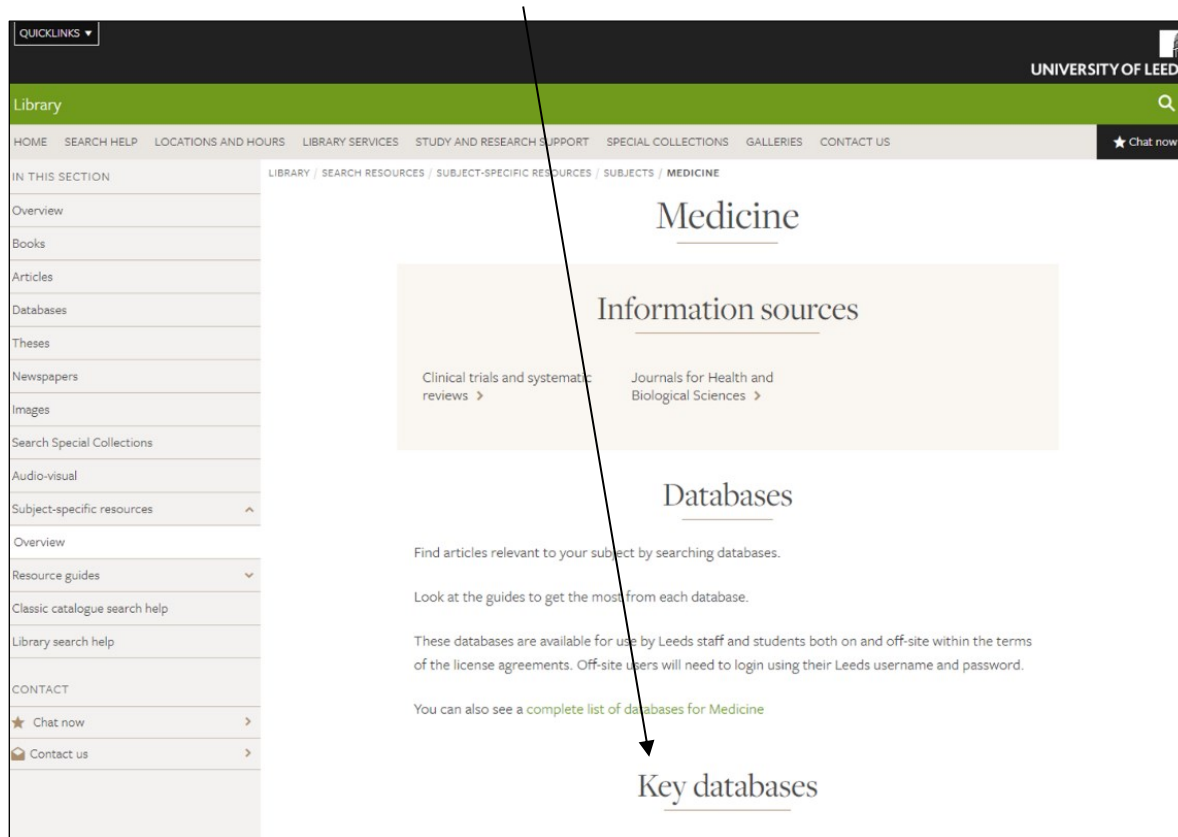 QUICKLINKS ▼
UNIVERSITY OF LEED
Library
HOME SEARCH HELP LOCATIONS AND HOURS LIBRARY SERVICES STUDY AND RESEARCH SUPPORT SPECIAL COLLECTIONS GALLERIES CONTACT US
★ Chat now
IN THIS SECTION
Overview
Books
Articles
Databases
Theses
Newspapers
Images
Search Special Collections
Audio-visual
Subject-specific resources
Overview
Resource guides
Classic catalogue search help
Library search help
CONTACT
Chat now
Contact us
LIBRARY / SEARCH RESOURCES / SUBJECT-SPECIFIC RESOURCES / SUBJECTS / MEDICINE
Medicine
Information sources
Clinical trials and systematic
reviews >
Journals for Health and
Biological Sciences >
Databases
Find articles relevant to your subject by searching databases.
Look at the guides to get the most from each database.
These databases are available for use by Leeds staff and students both on and off-site within the terms
of the license agreements. Off-site users will need to login using their Leeds username and password.
You can also see a complete list of databases for Medicine
Key databases